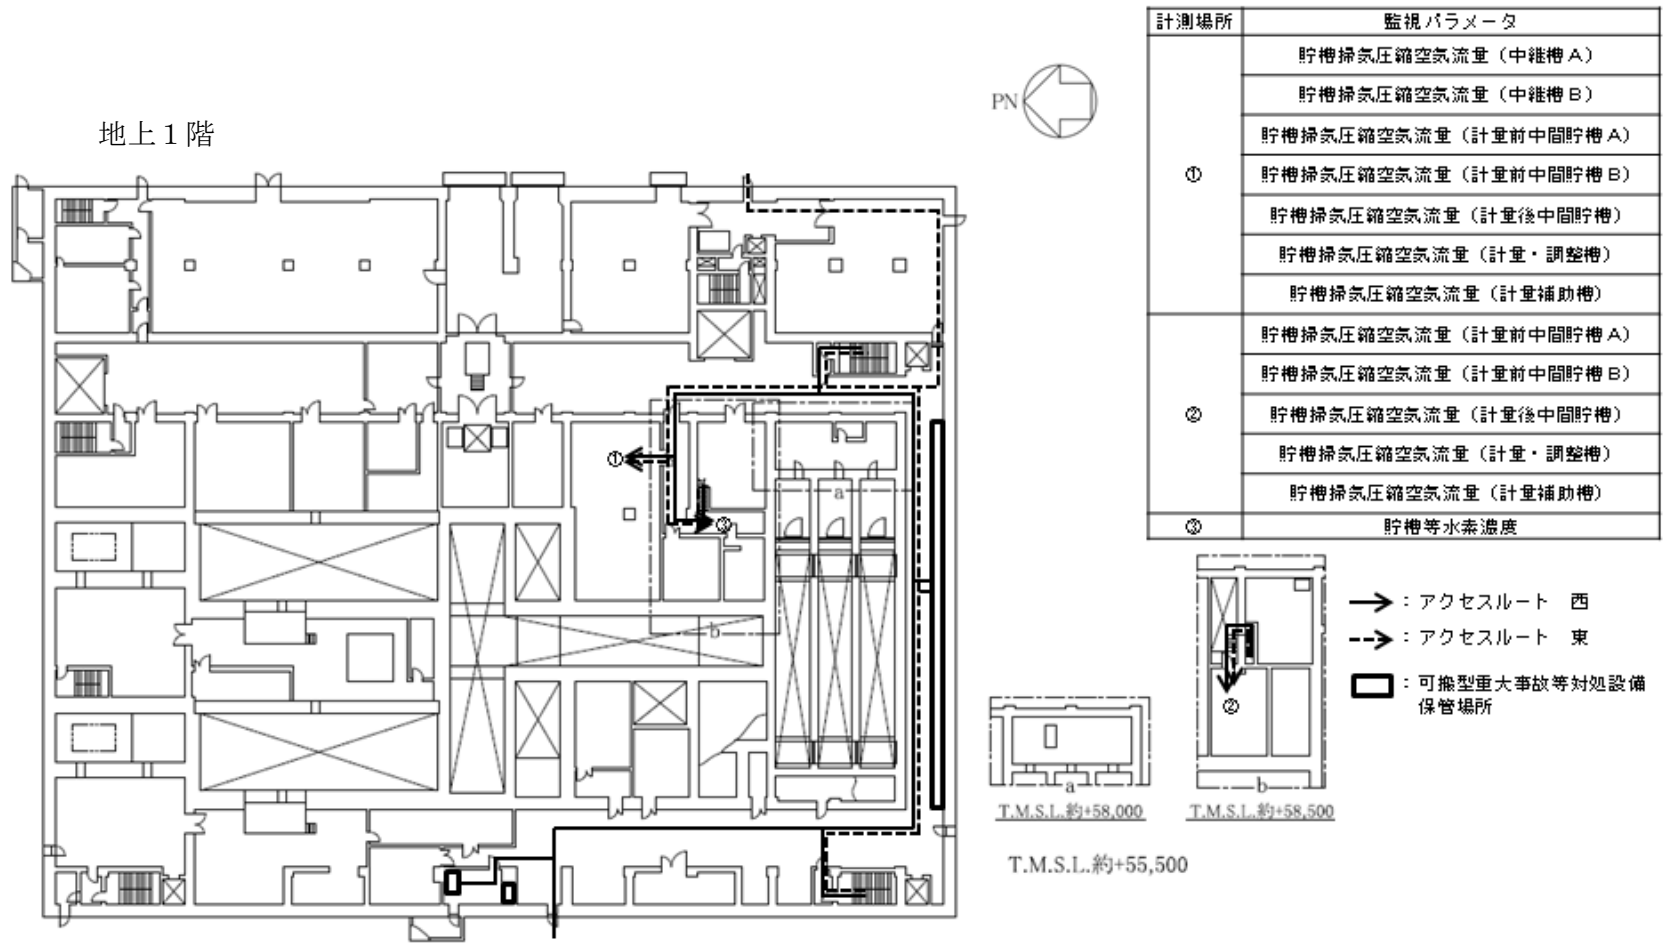 地上1階
PN
計測場所 監視パラメータ
①
貯槽掃気圧縮空気流量（中継槽A）
貯槽掃気圧縮空気流量（中継槽B）
貯槽掃気圧縮空気流量（計量前中間貯槽A）
貯槽掃気圧縮空気流量（計量前中間貯槽B）
貯槽掃気圧縮空気流量（計量後中間貯槽）
貯槽掃気圧縮空気流量（計量・調整槽）
貯槽掃気圧縮空気流量（計量補助槽）
②
貯槽掃気圧縮空気流量（計量前中間貯槽A）
貯槽掃気圧縮空気流量（計量前中間貯槽B）
貯槽掃気圧縮空気流量（計量後中間貯槽）
貯槽掃気圧縮空気流量（計量・調整槽）
貯槽掃気圧縮空気流量（計量補助槽）
③ 貯槽等水素濃度
①
a
③
b
：アクセスルート 西
：アクセスルート 東
：可搬型重大事故等対処設備
保管場所
②
a
T.M.S.L.約+58,000
b
T.M.S.L.約+58,500
T.M.S.L.約+55,500